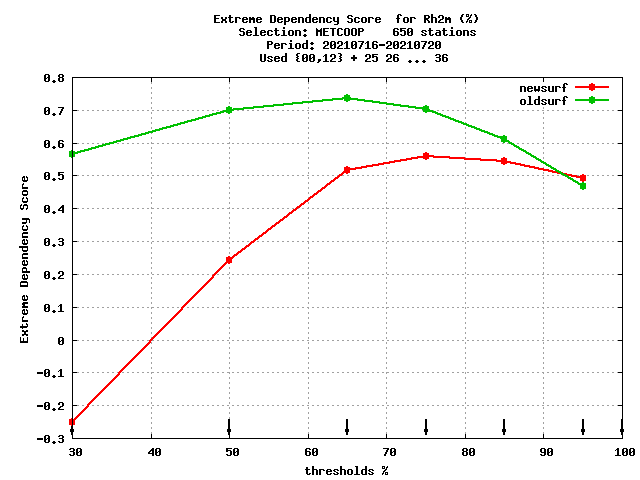 Extreme Dependency Score  for Rh2m (%)
Selection: METCOOP    650 stations
Period: 20210716-20210720
Used {00,12} + 25 26 ... 36
newsurf
oldsurf
Extreme Dependency Score
0.8
0.7
0.6
0.5
0.4
0.3
0.2
0.1
0
-0.1
-0.2
-0.3
30 40 50 60 70 80 90 100
thresholds %